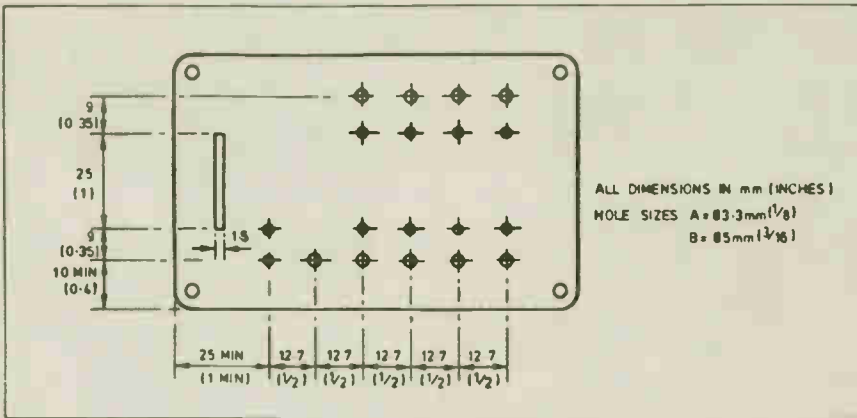 9
(0·35)
25
(1)
9
(0·35)
10 MIN
(0·4)
1·5
ALL DIMENSIONS IN mm (INCHES)
HOLE SIZES A = Ø3·3mm (1/8)
B = Ø5mm (3/16)
25 MIN 12·7 12·7 12·7 12·7 12·7
(1 MIN) (1/2) (1/2) (1/2) (1/2) (1/2)